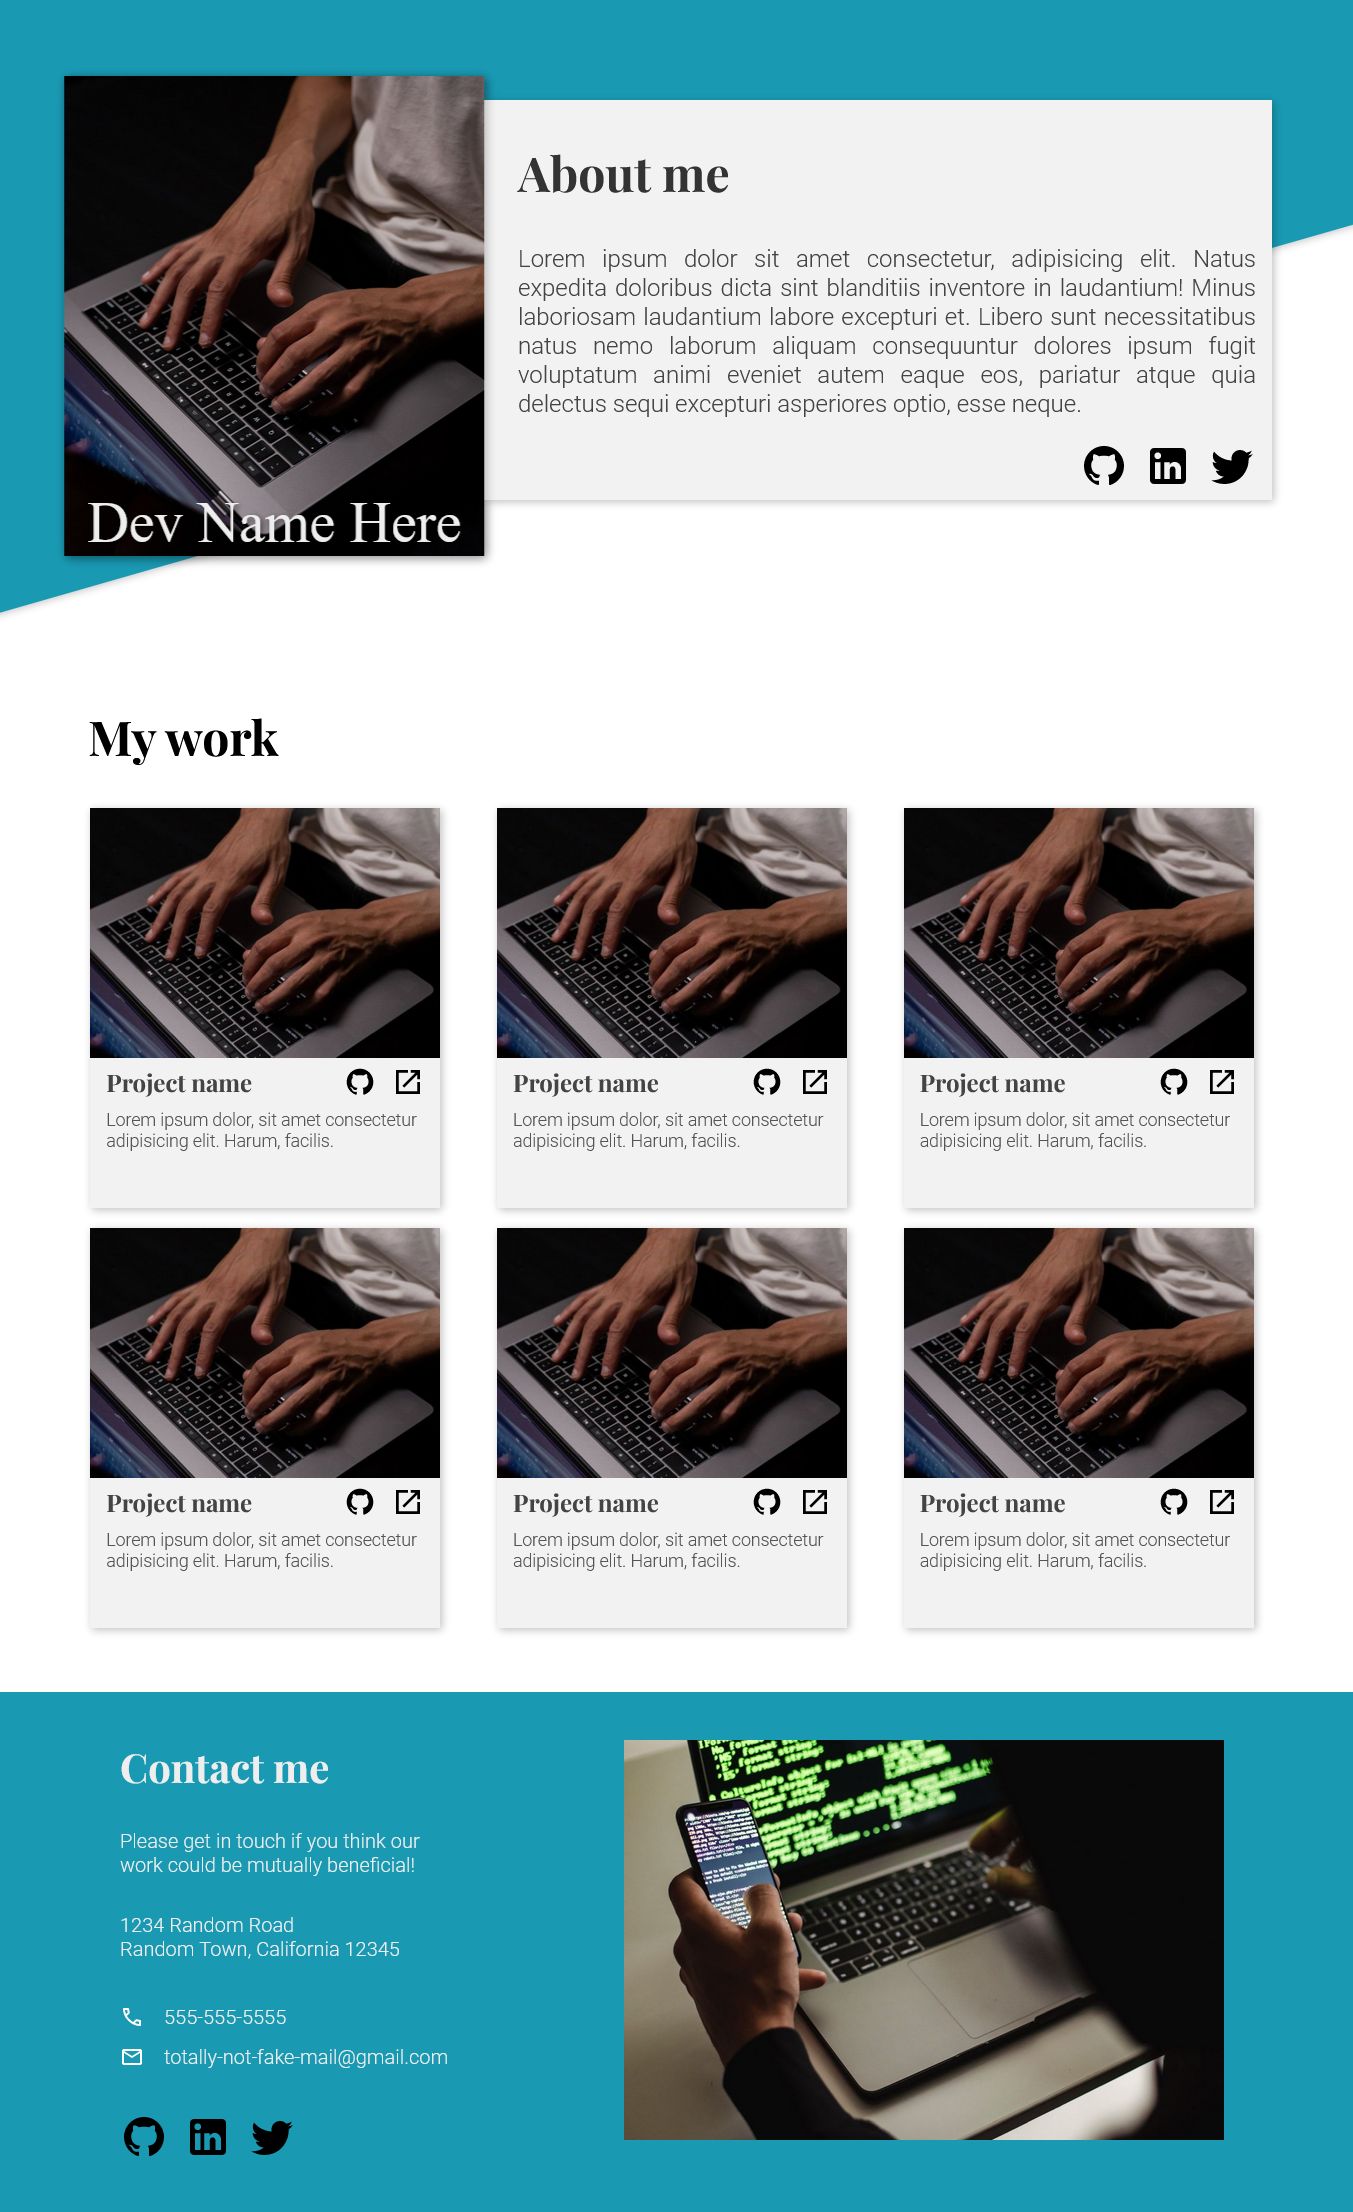 Dev Name Here
About me
Lorem ipsum dolor sit amet consectetur, adipisicing elit. Natus
expedita doloribus dicta sint blanditiis inventore in laudantium! Minus
laboriosam laudantium labore excepturi et. Libero sunt necessitatibus
natus nemo laborum aliquam consequuntur dolores ipsum fugit
voluptatum animi eveniet autem eaque eos, pariatur atque quia
delectus sequi excepturi asperiores optio, esse neque.
in
My work
Project name
Lorem ipsum dolor, sit amet consectetur
adipisicing elit. Harum, facilis.
Project name
Lorem ipsum dolor, sit amet consectetur
adipisicing elit. Harum, facilis.
Project name
Lorem ipsum dolor, sit amet consectetur
adipisicing elit. Harum, facilis.
Project name
Lorem ipsum dolor, sit amet consectetur
adipisicing elit. Harum, facilis.
Project name
Lorem ipsum dolor, sit amet consectetur
adipisicing elit. Harum, facilis.
Project name
Lorem ipsum dolor, sit amet consectetur
adipisicing elit. Harum, facilis.
Contact me
Please get in touch if you think our
work could be mutually beneficial!
1234 Random Road
Random Town, California 12345
555-555-5555
totally-not-fake-mail@gmail.com
in